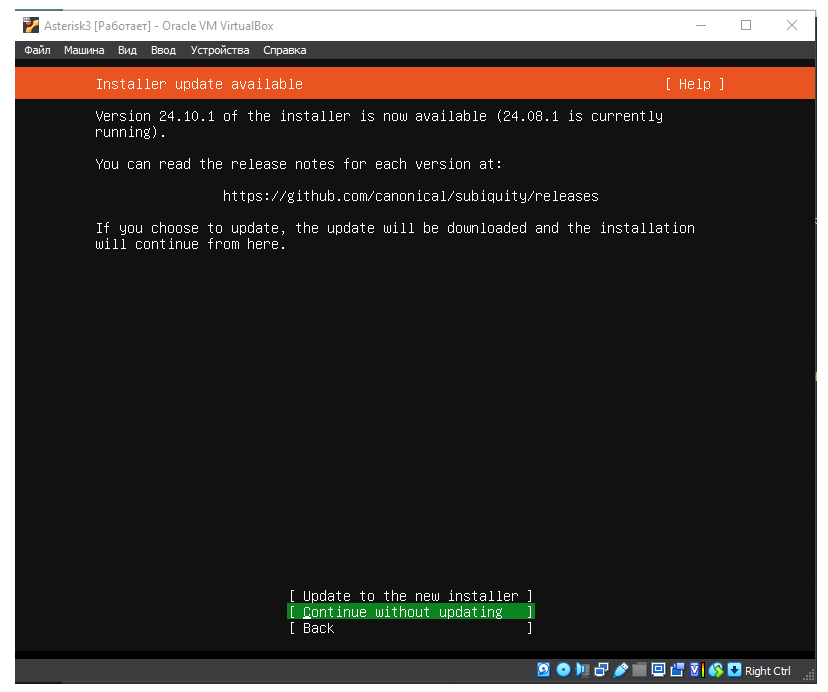 Asterisk3 [Работает] - Oracle VM VirtualBox
Файл Машина Вид Ввод Устройства Справка
Installer update available [ Help ]
Version 24.10.1 of the installer is now available (24.08.1 is currently
running).
You can read the release notes for each version at:
https://github.com/canonical/subiquity/releases
If you choose to update, the update will be downloaded and the installation
will continue from here.
[ Update to the new installer ]
[ Continue without updating ]
[ Back ]
Right Ctrl